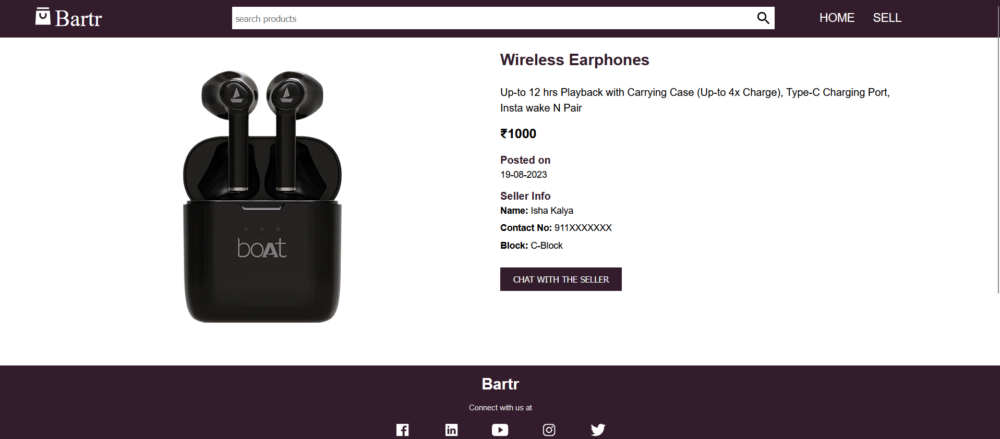 Bartr
search products
HOME
SELL
Wireless Earphones
Up-to 12 hrs Playback with Carrying Case (Up-to 4x Charge), Type-C Charging Port,
Insta wake N Pair
₹1000
Posted on
19-08-2023
Seller Info
Name: Isha Kalya
Contact No: 911XXXXXXX
Block: C-Block
CHAT WITH THE SELLER
boAt
Bartr
Connect with us at